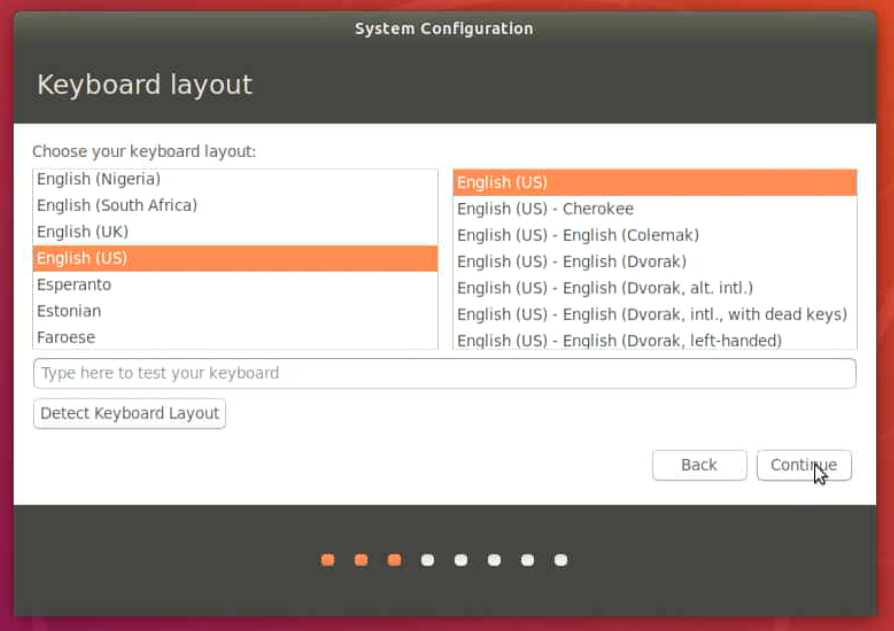 System Configuration
Keyboard layout
Choose your keyboard layout:
English (Nigeria)
English (South Africa)
English (UK)
English (US)
Esperanto
Estonian
Faroese
English (US)
English (US) - Cherokee
English (US) - English (Colemak)
English (US) - English (Dvorak)
English (US) - English (Dvorak, alt. intl.)
English (US) - English (Dvorak, intl., with dead keys)
English (US) - English (Dvorak, left-handed)
Type here to test your keyboard
Detect Keyboard Layout
Back
Continue